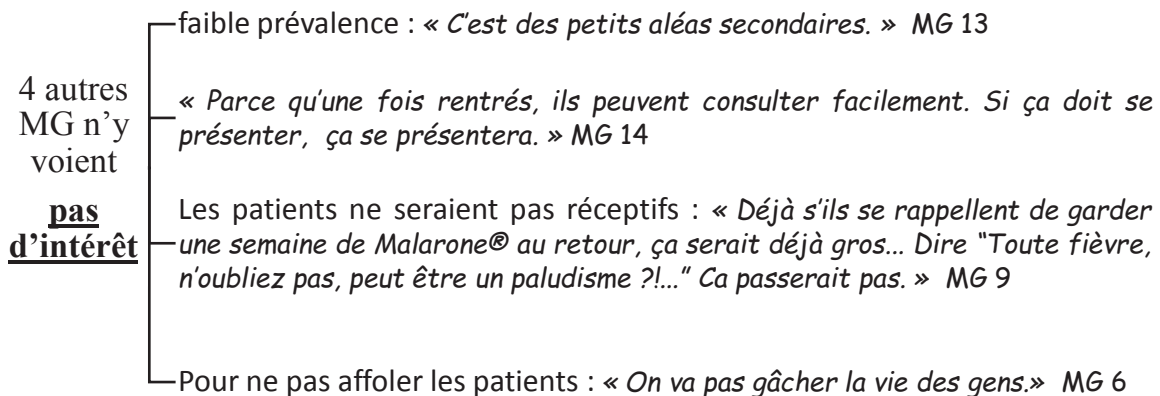 4 autres
MG n’y
voient
pas
d’intérêt
faible prévalence : « C’est des petits aléas secondaires. » MG 13
« Parce qu’une fois rentrés, ils peuvent consulter facilement. Si ça doit se
présenter, ça se présentera. » MG 14
Les patients ne seraient pas réceptifs : « Déjà s’ils se rappellent de garder
une semaine de Malarone® au retour, ça serait déjà gros... Dire “Toute fièvre,
n’oubliez pas, peut être un paludisme ?!...” Ca passerait pas. » MG 9
Pour ne pas affoler les patients : « On va pas gâcher la vie des gens.» MG 6